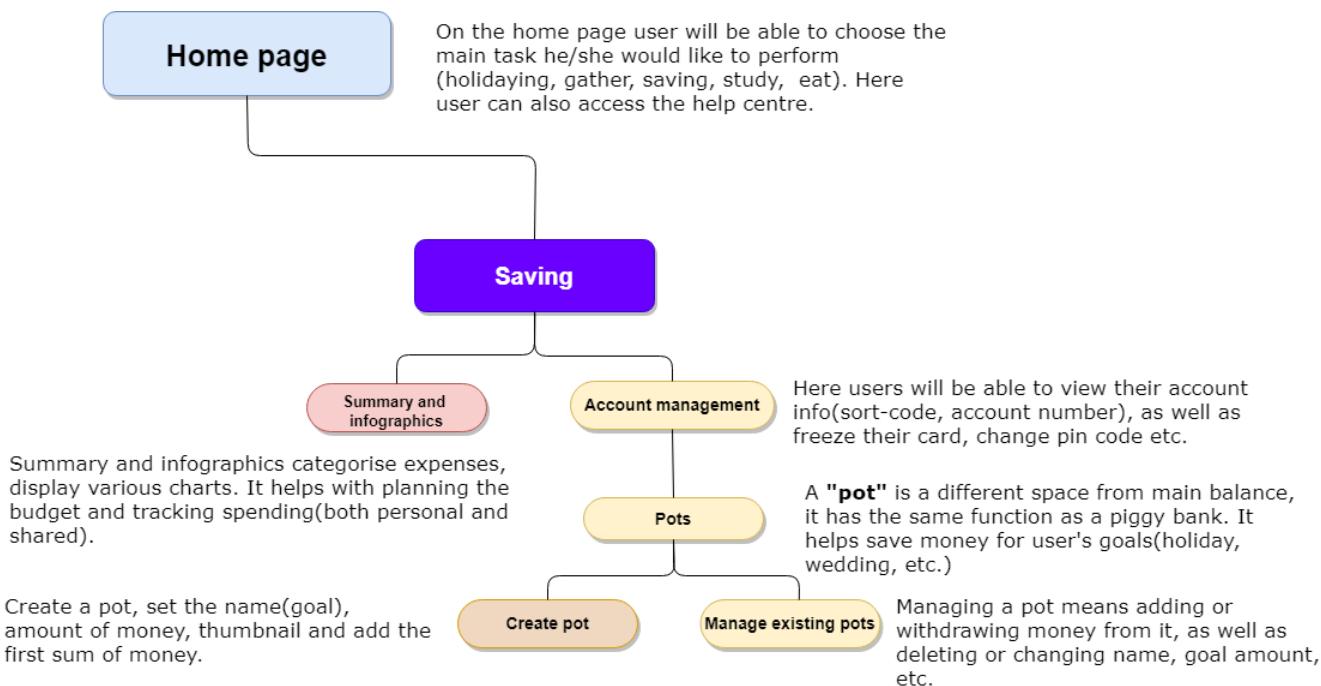 Home page
On the home page user will be able to choose the
main task he/she would like to perform
(holidaying, gather, saving, study,  eat). Here
user can also access the help centre.
Saving
Summary and
infographics
Account management
Here users will be able to view their account
info(sort-code, account number), as well as
freeze their card, change pin code etc.
Summary and infographics categorise expenses,
display various charts. It helps with planning the
budget and tracking spending(both personal and
shared).
Pots
A "pot" is a different space from main balance,
it has the same function as a piggy bank. It
helps save money for user's goals(holiday,
wedding, etc.)
Create a pot, set the name(goal),
amount of money, thumbnail and add the
first sum of money.
Create pot
Manage existing pots
Managing a pot means adding or
withdrawing money from it, as well as
deleting or changing name, goal amount,
etc.